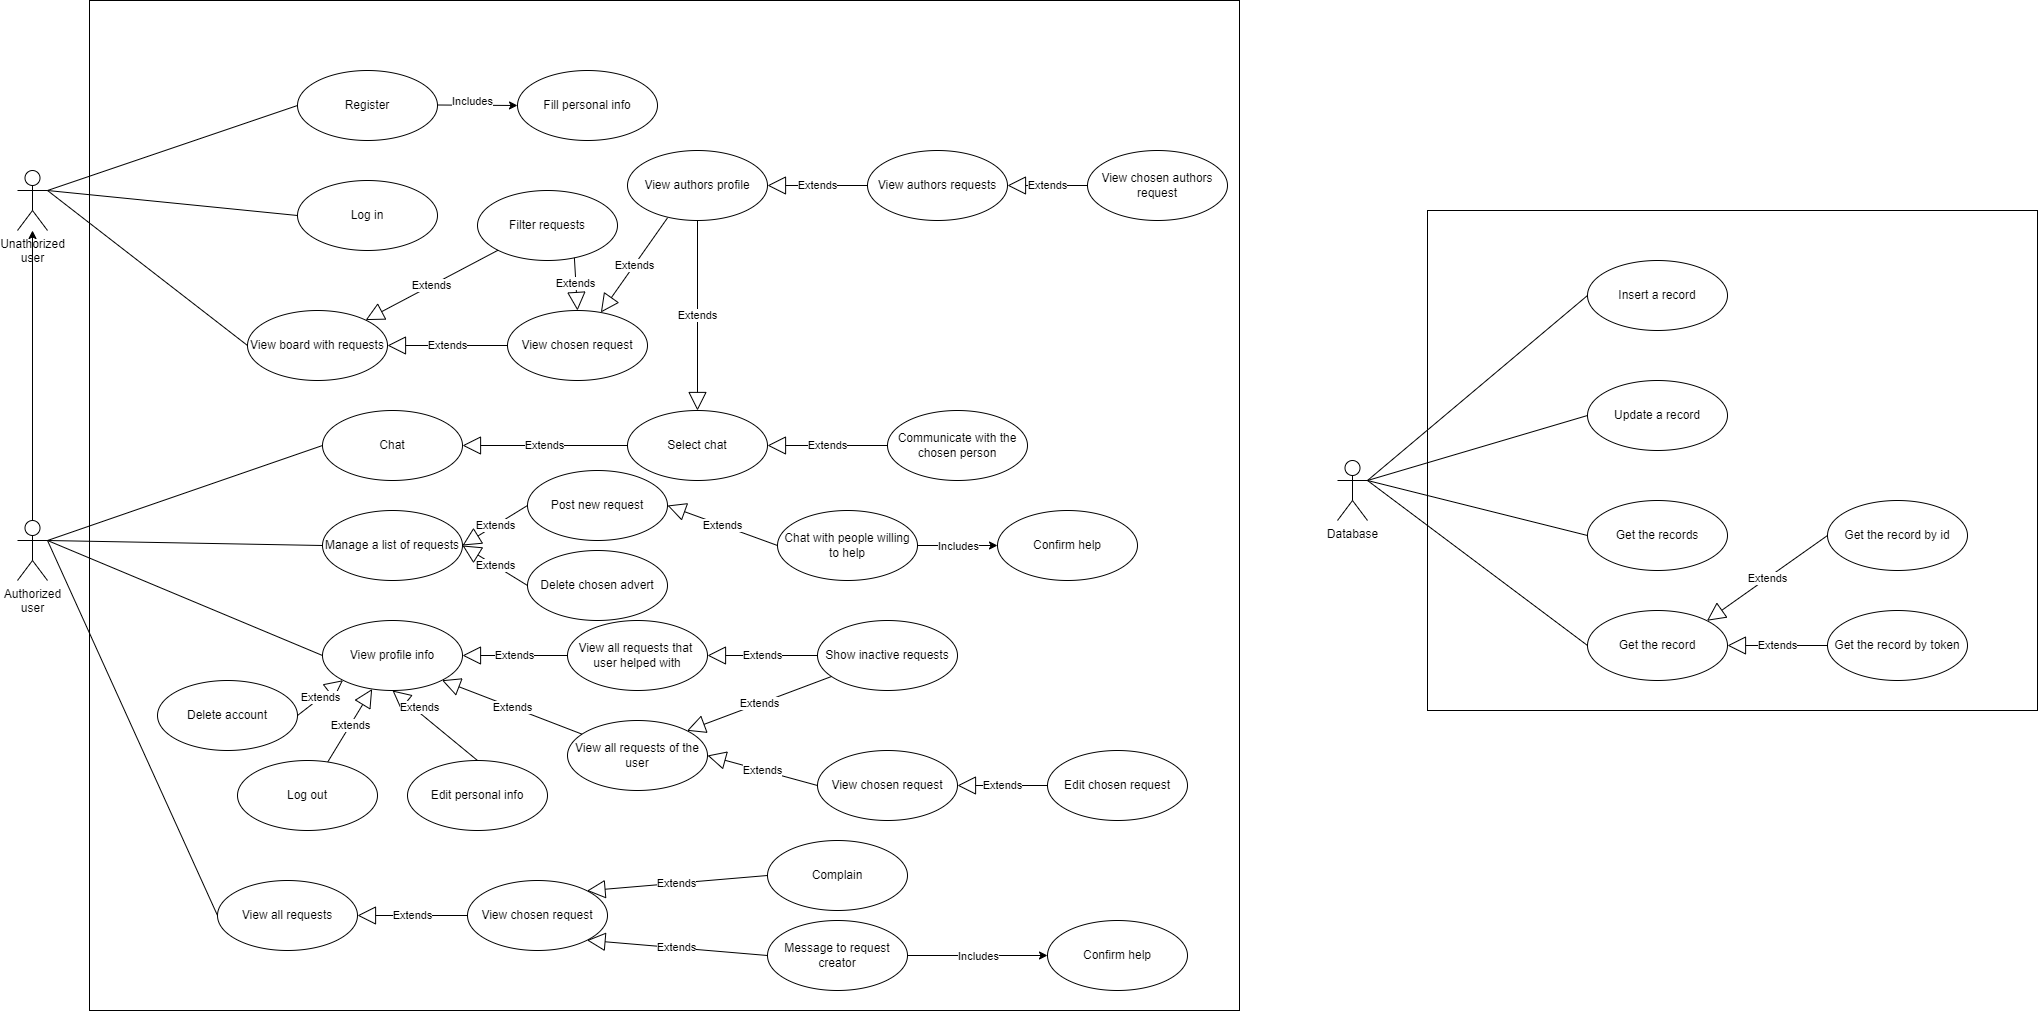 Register
Includes
Fill personal info
View authors profile
Extends
View authors requests
Extends
View chosen authors
request
Log in
Filter requests
Unathorized
user
Extends
Extends
Extends
Extends
View board with requests
Extends
View chosen request
Chat
Extends
Select chat
Extends
Communicate with the
chosen person
Post new request
Extends
Extends
Manage a list of requests
Chat with people willing
to help
Includes
Confirm help
Extends
Delete chosen advert
Authorized
user
View profile info
Extends
View all requests that
user helped with
Extends
Show inactive requests
Extends
Delete account
Extends
Extends
Extends
Extends
View all requests of the
user
Extends
View chosen request
Extends
Edit chosen request
Log out
Edit personal info
Complain
Extends
View all requests
Extends
View chosen request
Extends
Message to request
creator
Includes
Confirm help
Insert a record
Update a record
Database
Get the records
Get the record by id
Extends
Get the record
Extends
Get the record by token